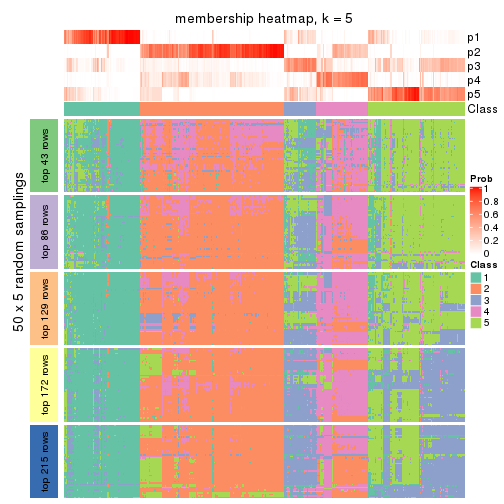 membership heatmap, k = 5
p1
p2
p3
p4
p5
Class
50 x 5 random samplings
top 43 rows
top 86 rows
top 129 rows
top 172 rows
top 215 rows
Prob
1
0.8
0.6
0.4
0.2
0
Class
1
2
3
4
5